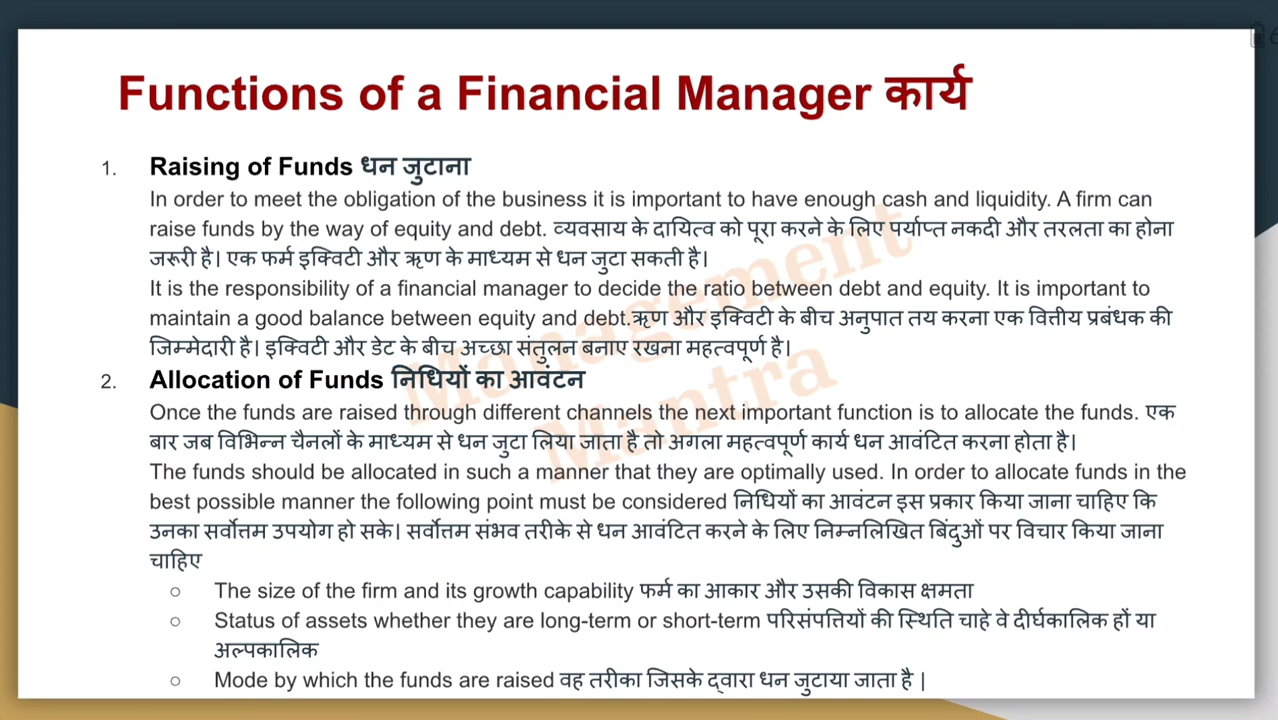 Functions of a Financial Manager कार्य
1. Raising of Funds धन जुटाना
In order to meet the obligation of the business it is important to have enough cash and liquidity. A firm can
raise funds by the way of equity and debt. व्यवसाय के दायित्व को पूरा करने के लिए पर्याप्त नकदी और तरलता का होना
जरूरी है। एक फर्म इक्विटी और ऋण के माध्यम से धन जुटा सकती है।
It is the responsibility of a financial manager to decide the ratio between debt and equity. It is important to
maintain a good balance between equity and debt.ऋण और इक्विटी के बीच अनुपात तय करना एक वित्तीय प्रबंधक की
जिम्मेदारी है। इक्विटी और डेट के बीच अच्छा संतुलन बनाए रखना महत्वपूर्ण है।
2. Allocation of Funds निधियों का आवंटन
Once the funds are raised through different channels the next important function is to allocate the funds. एक
बार जब विभिन्न चैनलों के माध्यम से धन जुटा लिया जाता है तो अगला महत्वपूर्ण कार्य धन आवंटित करना होता है।
The funds should be allocated in such a manner that they are optimally used. In order to allocate funds in the
best possible manner the following point must be considered निधियों का आवंटन इस प्रकार किया जाना चाहिए कि
उनका सर्वोत्तम उपयोग हो सके। सर्वोत्तम संभव तरीके से धन आवंटित करने के लिए निम्नलिखित बिंदुओं पर विचार किया जाना
चाहिए
○ The size of the firm and its growth capability फर्म का आकार और उसकी विकास क्षमता
○ Status of assets whether they are long-term or short-term परिसंपत्तियों की स्थिति चाहे वे दीर्घकालिक हों या
अल्पकालिक
○ Mode by which the funds are raised वह तरीका जिसके द्वारा धन जुटाया जाता है |
Management
Mantra